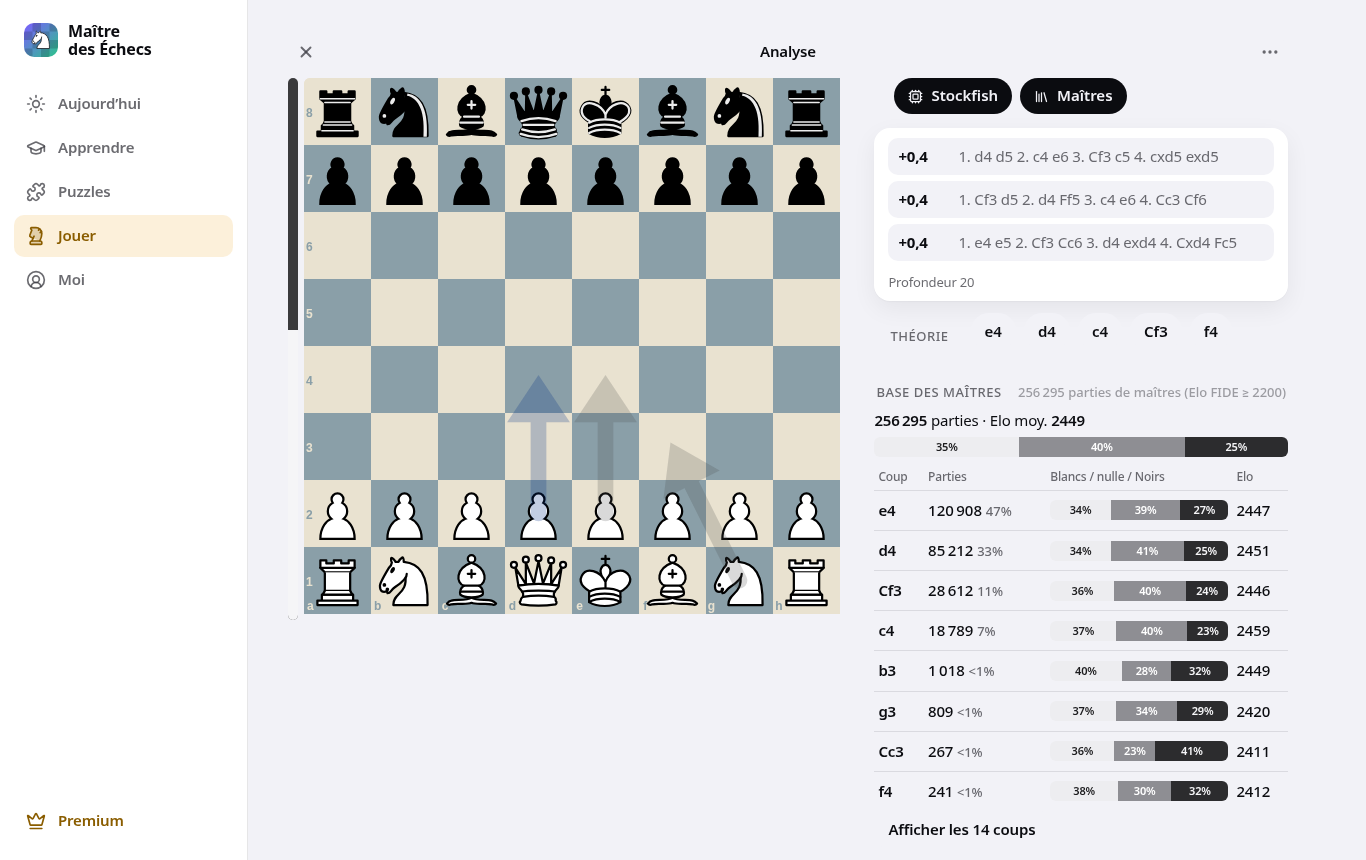 Maître
des Échecs
Aujourd’hui
Apprendre
Puzzles
Jouer
Moi
Premium
Analyse
8
7
6
5
4
3
2
1
a b c d e f g h
Stockfish
Maîtres
+0,4 1. d4 d5 2. c4 e6 3. Cf3 c5 4. cxd5 exd5
+0,4 1. Cf3 d5 2. d4 Ff5 3. c4 e6 4. Cc3 Cf6
+0,4 1. e4 e5 2. Cf3 Cc6 3. d4 exd4 4. Cxd4 Fc5
Profondeur 20
THÉORIE e4 d4 c4 Cf3 f4
BASE DES MAÎTRES 256 295 parties de maîtres (Elo FIDE ≥ 2200)
256 295 parties · Elo moy. 2449
35% 40% 25%
Coup Parties Blancs / nulle / Noirs Elo
e4 120 908 47% 34% 39% 27% 2447
d4 85 212 33% 34% 41% 25% 2451
Cf3 28 612 11% 36% 40% 24% 2446
c4 18 789 7% 37% 40% 23% 2459
b3 1 018 <1% 40% 28% 32% 2449
g3 809 <1% 37% 34% 29% 2420
Cc3 267 <1% 36% 23% 41% 2411
f4 241 <1% 38% 30% 32% 2412
Afficher les 14 coups